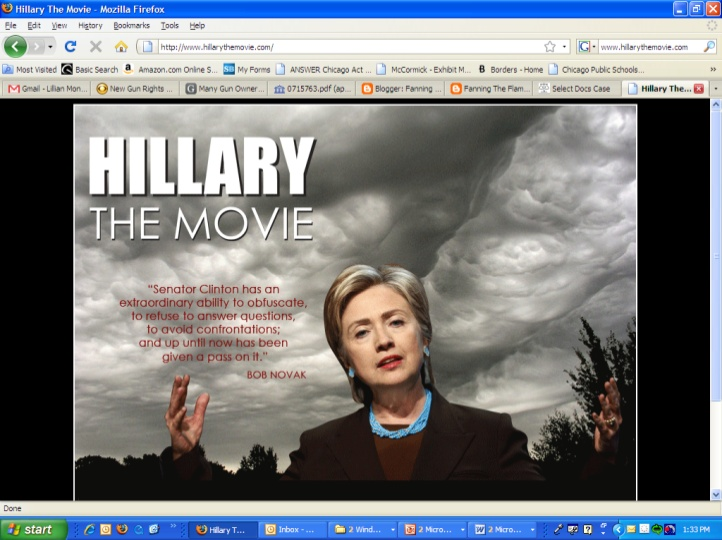 Hillary The Movie - Mozilla Firefox
File Edit View History Bookmarks Tools Help
http://www.hillarythemovie.com/
www.hillarythemovie.com
Most Visited Basic Search Amazon.com Online S... My Forms ANSWER Chicago Act ... McCormick - Exhibit M... Borders - Home Chicago Public Schools...
Gmail - Lillian Mon... New Gun Rights ... Many Gun Owner... 0715763.pdf (ap... Blogger: Fanning ... Fanning The Flam... Select Docs Case Hillary The...
HILLARY
THE MOVIE
"Senator Clinton has an
extraordinary ability to obfuscate,
to refuse to answer questions,
to avoid confrontations;
and up until now has been
given a pass on it."
BOB NOVAK
Done
start Hillary T... Inbox - ... 2 Wind... 2 Micro... 2 Micro... 1:33 PM